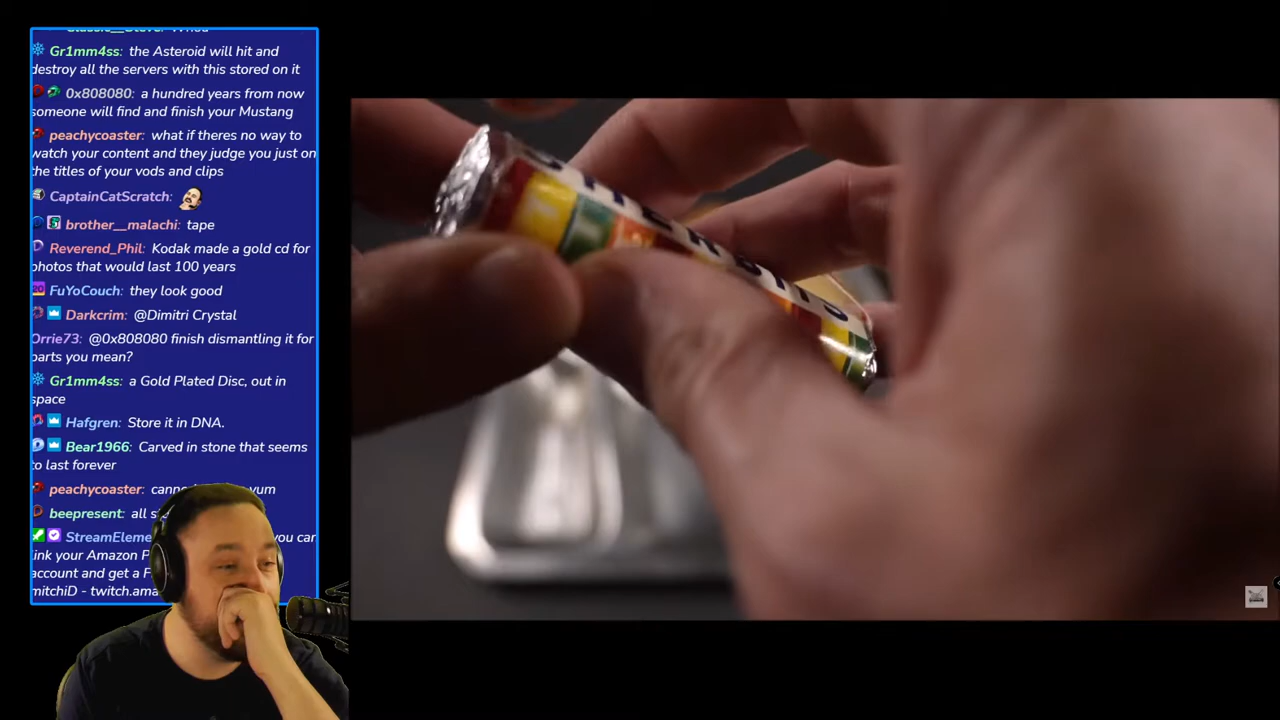 Gr1mm4ss: the Asteroid will hit and
destroy all the servers with this stored on it
0x808080: a hundred years from now
someone will find and finish your Mustang
peachycoaster: what if theres no way to
watch your content and they judge you just on
the titles of your vods and clips
CaptainCatScratch:
brother__malachi: tape
Reverend_Phil: Kodak made a gold cd for
photos that would last 100 years
FuYoCouch: they look good
Darkcrim: @Dimitri Crystal
Orrie73: @0x808080 finish dismantling it for
parts you mean?
Gr1mm4ss: a Gold Plated Disc, out in
space
Hafgren: Store it in DNA.
Bear1966: Carved in stone that seems
to last forever
peachycoaster: yum
beepresent: all
you can
link your Amazon
account and get a
mitchiD - twitch.ama